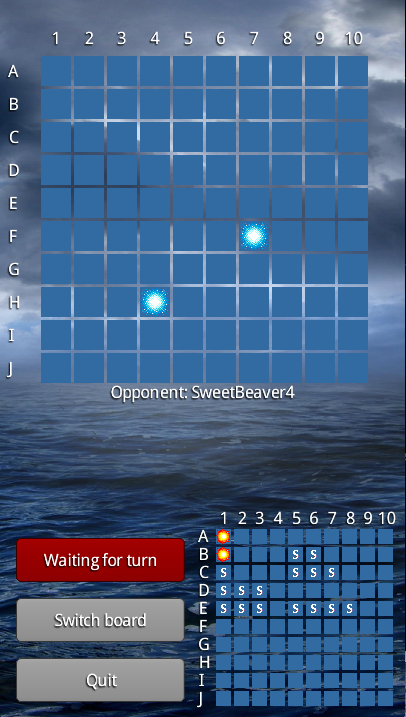 1 2 3 4 5 6 7 8 9 10
A
B
C
D
E
F
G
H
I
J
Opponent: SweetBeaver4
1 2 3 4 5 6 7 8 9 10
A
B S S
C S S S S
D S S S
E S S S S S S S
F
G
H
I
J
Waiting for turn
Switch board
Quit